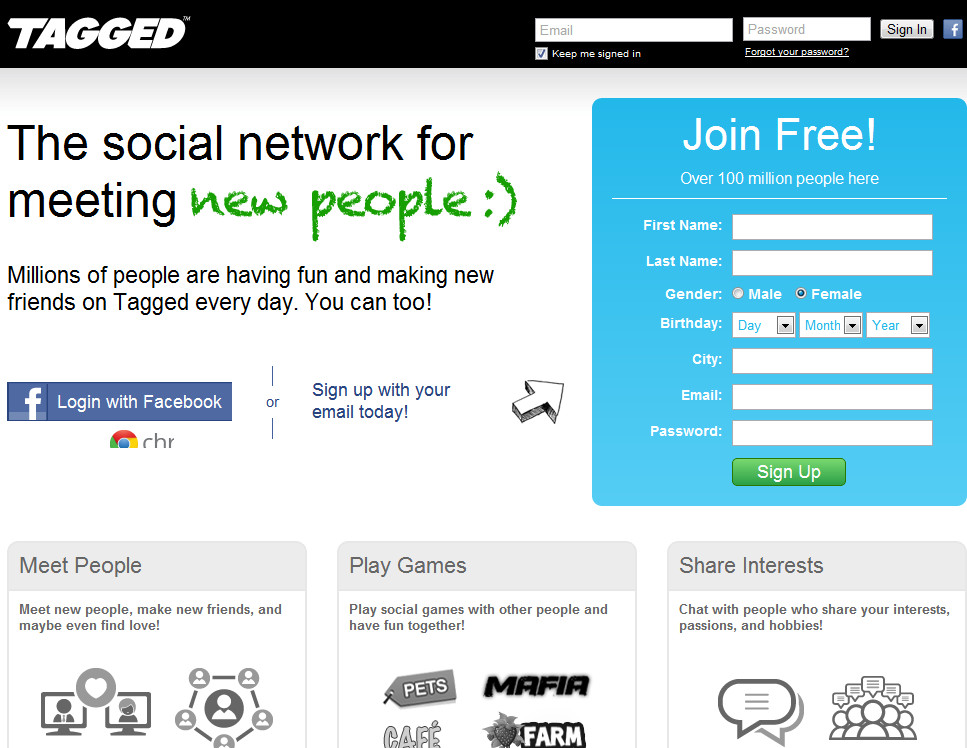 TAGGED™
Email
Password
Sign In
f
Keep me signed in
Forgot your password?
The social network for
meeting new people :)
Millions of people are having fun and making new
friends on Tagged every day. You can too!
f Login with Facebook
or
Sign up with your
email today!
chr
Join Free!
Over 100 million people here
First Name:
Last Name:
Gender: Male Female
Birthday: Day Month Year
City:
Email:
Password:
Sign Up
Meet People
Meet new people, make new friends, and
maybe even find love!
Play Games
Play social games with other people and
have fun together!
PETS
MAFIA
CAFÉ
FARM
Share Interests
Chat with people who share your interests,
passions, and hobbies!